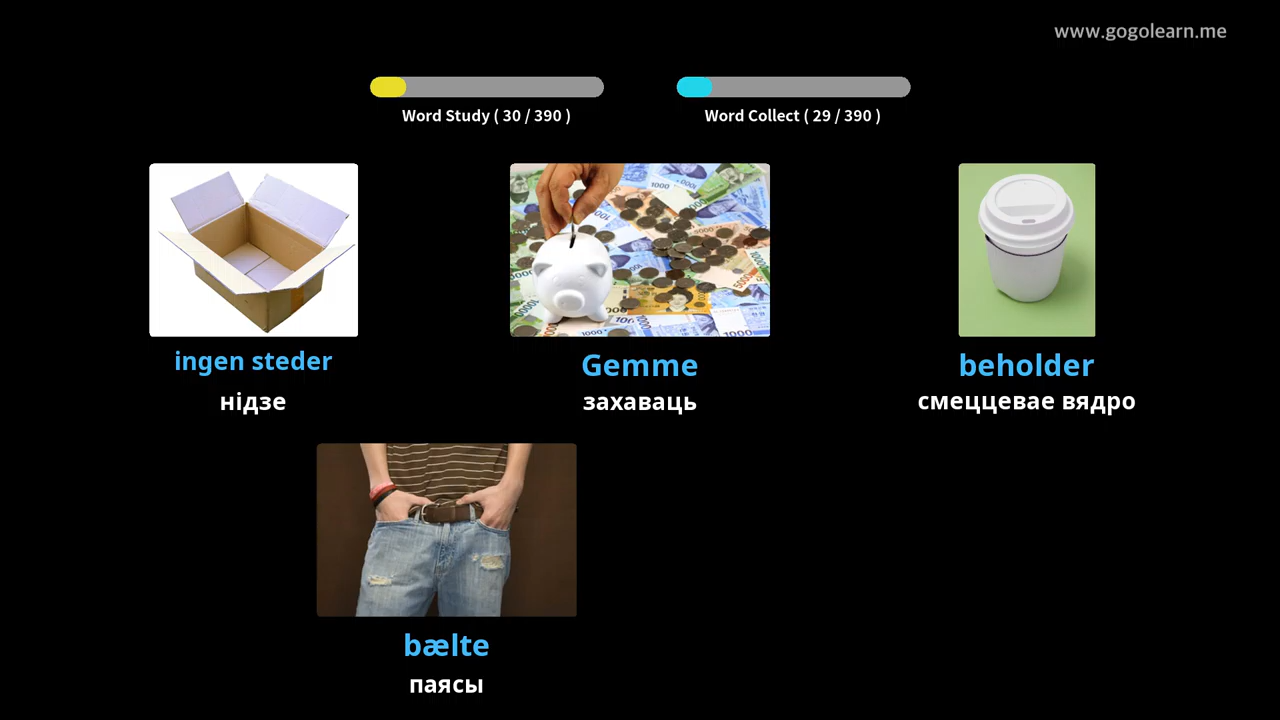 www.gogolearn.me
Word Study ( 30 / 390 )
Word Collect ( 29 / 390 )
ingen steder
нідзе
Gemme
захаваць
beholder
смеццевае вядро
bælte
паясы